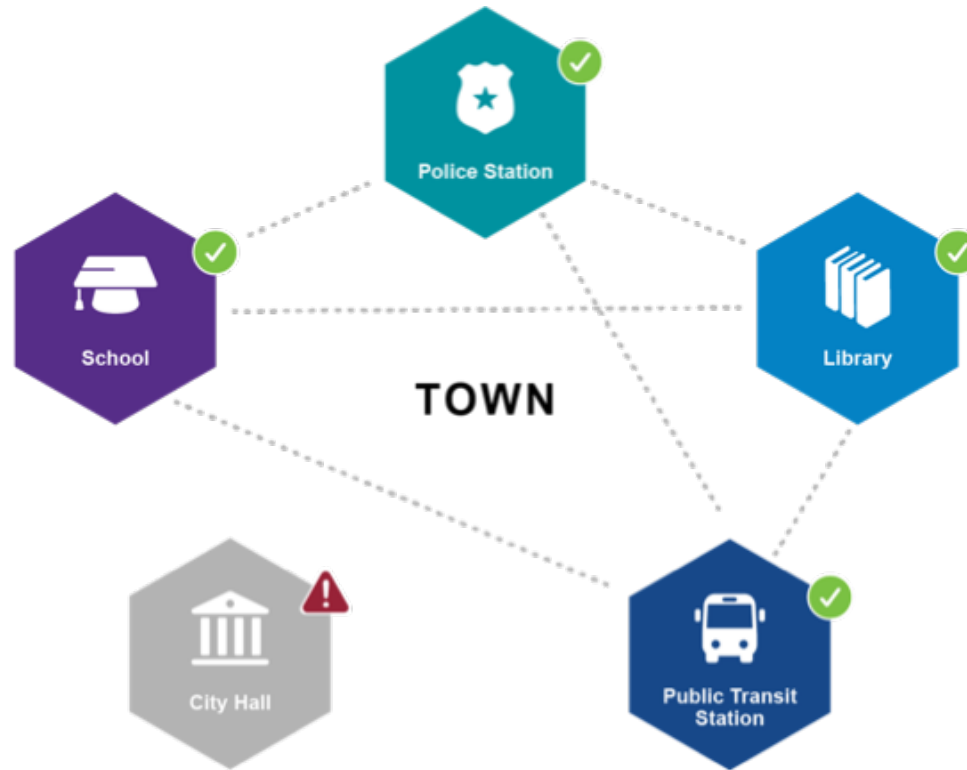 Police Station
School
Library
TOWN
City Hall
Public Transit
Station